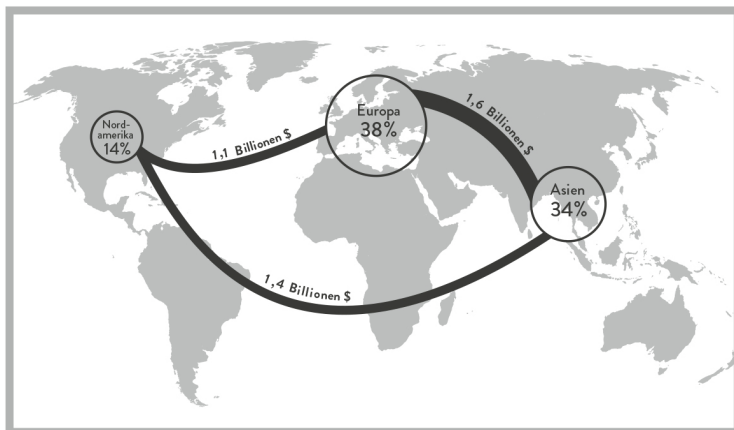 Nord-
amerika
14%
1,1 Billionen $
Europa
38%
1,6 Billionen $
Asien
34%
1,4 Billionen $